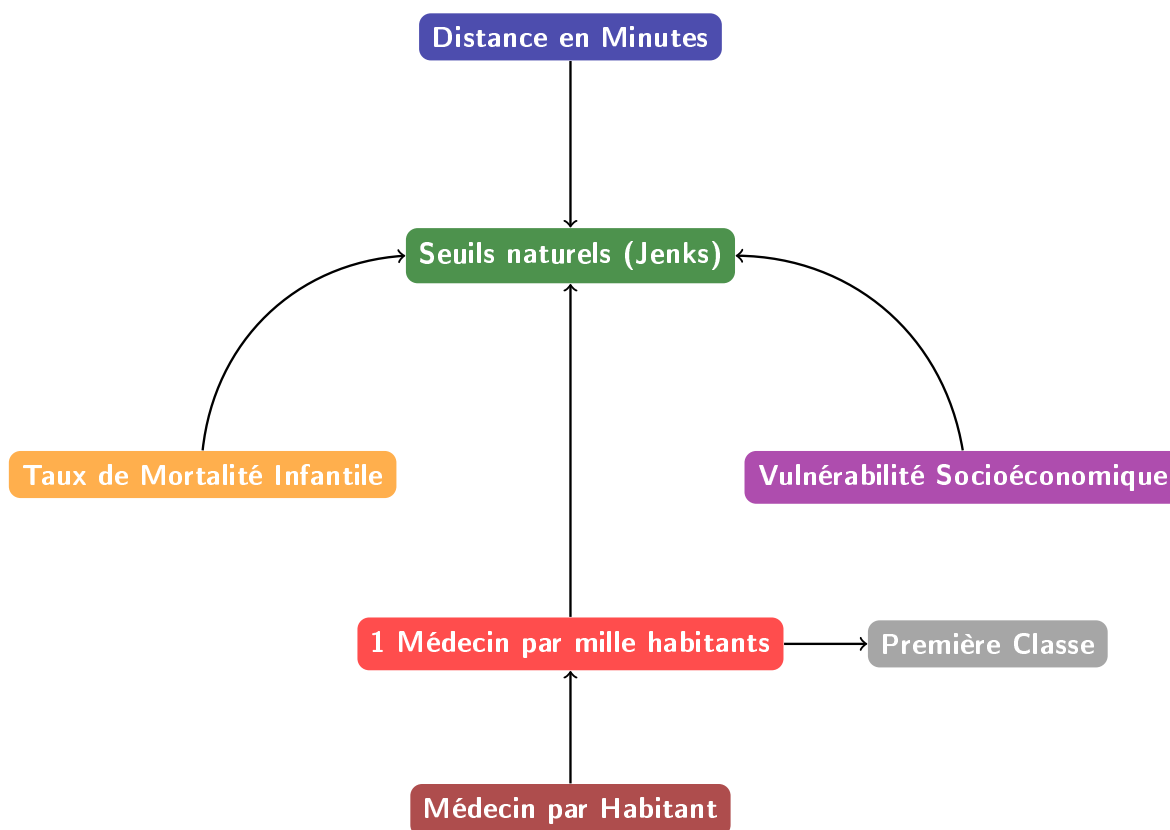 Distance en Minutes
Seuils naturels (Jenks)
Taux de Mortalité Infantile
Vulnérabilité Socioéconomique
1 Médecin par mille habitants
Première Classe
Médecin par Habitant